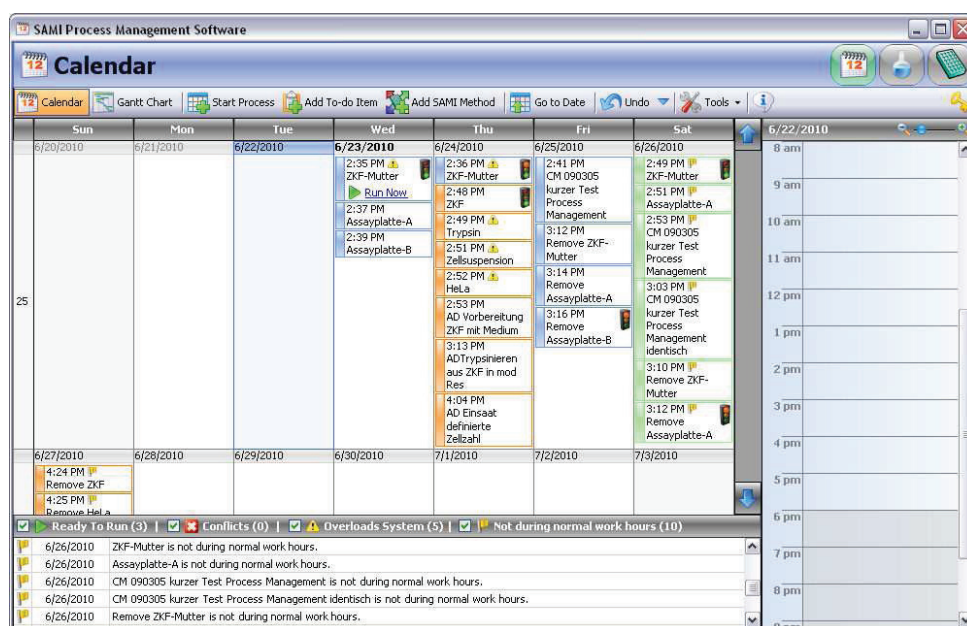 SAMI Process Management Software
Calendar
Calendar Gantt Chart Start Process Add To-do Item Add SAMI Method Go to Date Undo Tools
Sun Mon Tue Wed Thu Fri Sat 6/22/2010
6/20/2010 6/21/2010 6/22/2010 6/23/2010 6/24/2010 6/25/2010 6/26/2010
25
2:35 PM
ZKF-Mutter
Run Now
2:37 PM
Assayplatte-A
2:39 PM
Assayplatte-B
2:36 PM
ZKF-Mutter
2:48 PM
ZKF
2:49 PM
Trypsin
2:51 PM
Zellsuspension
2:52 PM
HeLa
2:53 PM
AD Vorbereitung
ZKF mit Medium
3:13 PM
ADTrypsinieren
aus ZKF in mod
Res
4:04 PM
AD Einsaat
definierte
Zellzahl
2:41 PM
CM 090305
kurzer Test
Process
Management
3:12 PM
Remove ZKF-
Mutter
3:14 PM
Remove
Assayplatte-A
3:16 PM
Remove
Assayplatte-B
2:49 PM
ZKF-Mutter
2:51 PM
Assayplatte-A
2:53 PM
CM 090305
kurzer Test
Process
Management
3:03 PM
CM 090305
kurzer Test
Process
Management
identisch
3:10 PM
Remove ZKF-
Mutter
3:12 PM
Remove
Assayplatte-A
6/27/2010 6/28/2010 6/29/2010 6/30/2010 7/1/2010 7/2/2010 7/3/2010
4:24 PM
Remove ZKF
4:25 PM
Remove HeLa
8 am
9 am
10 am
11 am
12 pm
1 pm
2 pm
3 pm
4 pm
5 pm
6 pm
7 pm
8 pm
Ready To Run (3) | Conflicts (0) | Overloads System (5) | Not during normal work hours (10)
6/26/2010 ZKF-Mutter is not during normal work hours.
6/26/2010 Assayplatte-A is not during normal work hours.
6/26/2010 CM 090305 kurzer Test Process Management is not during normal work hours.
6/26/2010 CM 090305 kurzer Test Process Management identisch is not during normal work hours.
6/26/2010 Remove ZKF-Mutter is not during normal work hours.